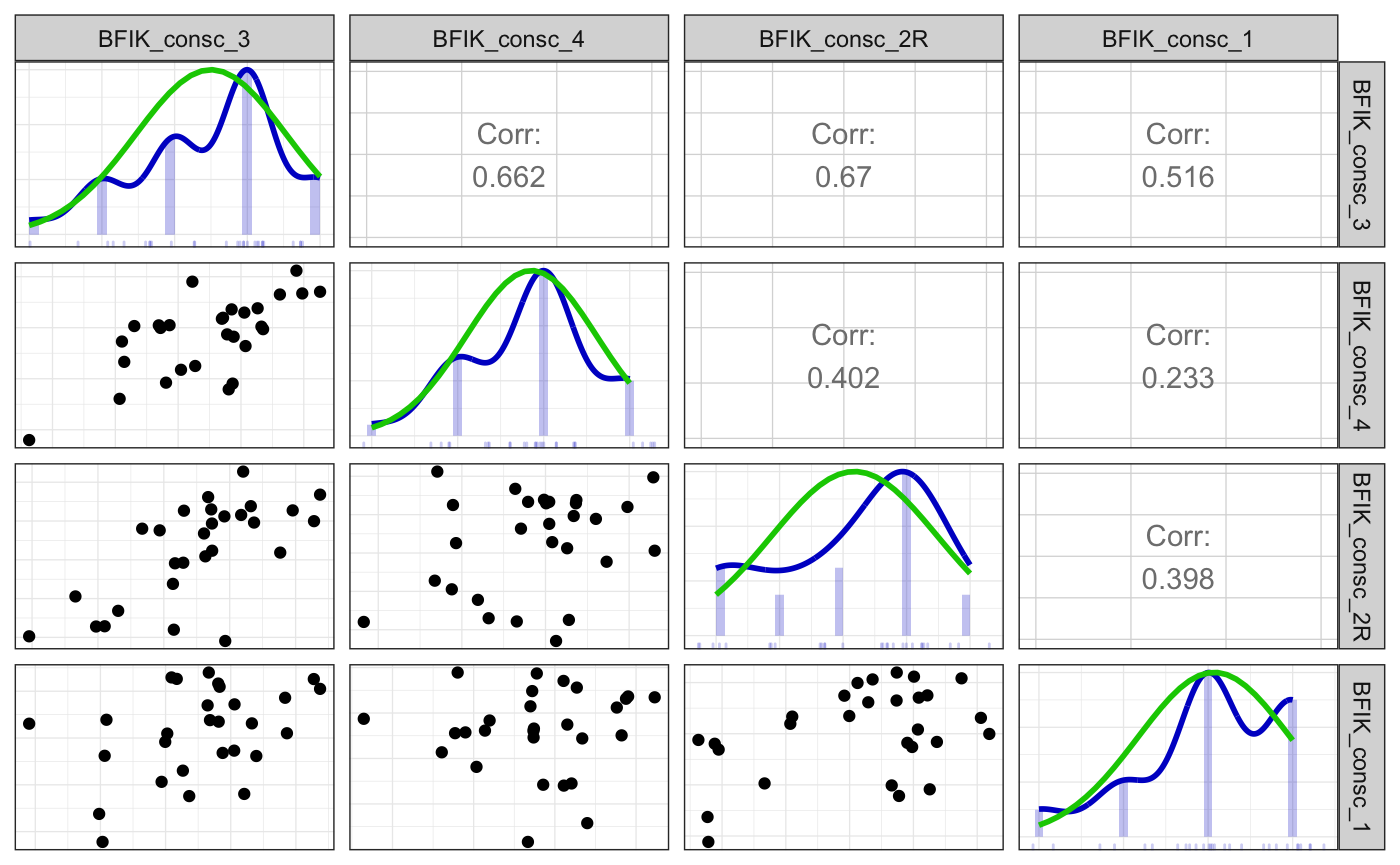 BFIK_consc_3
BFIK_consc_4
BFIK_consc_2R
BFIK_consc_1
Corr:
0.662
Corr:
0.67
Corr:
0.516
BFIK_consc_3
Corr:
0.402
Corr:
0.233
BFIK_consc_4
Corr:
0.398
BFIK_consc_2R
BFIK_consc_1